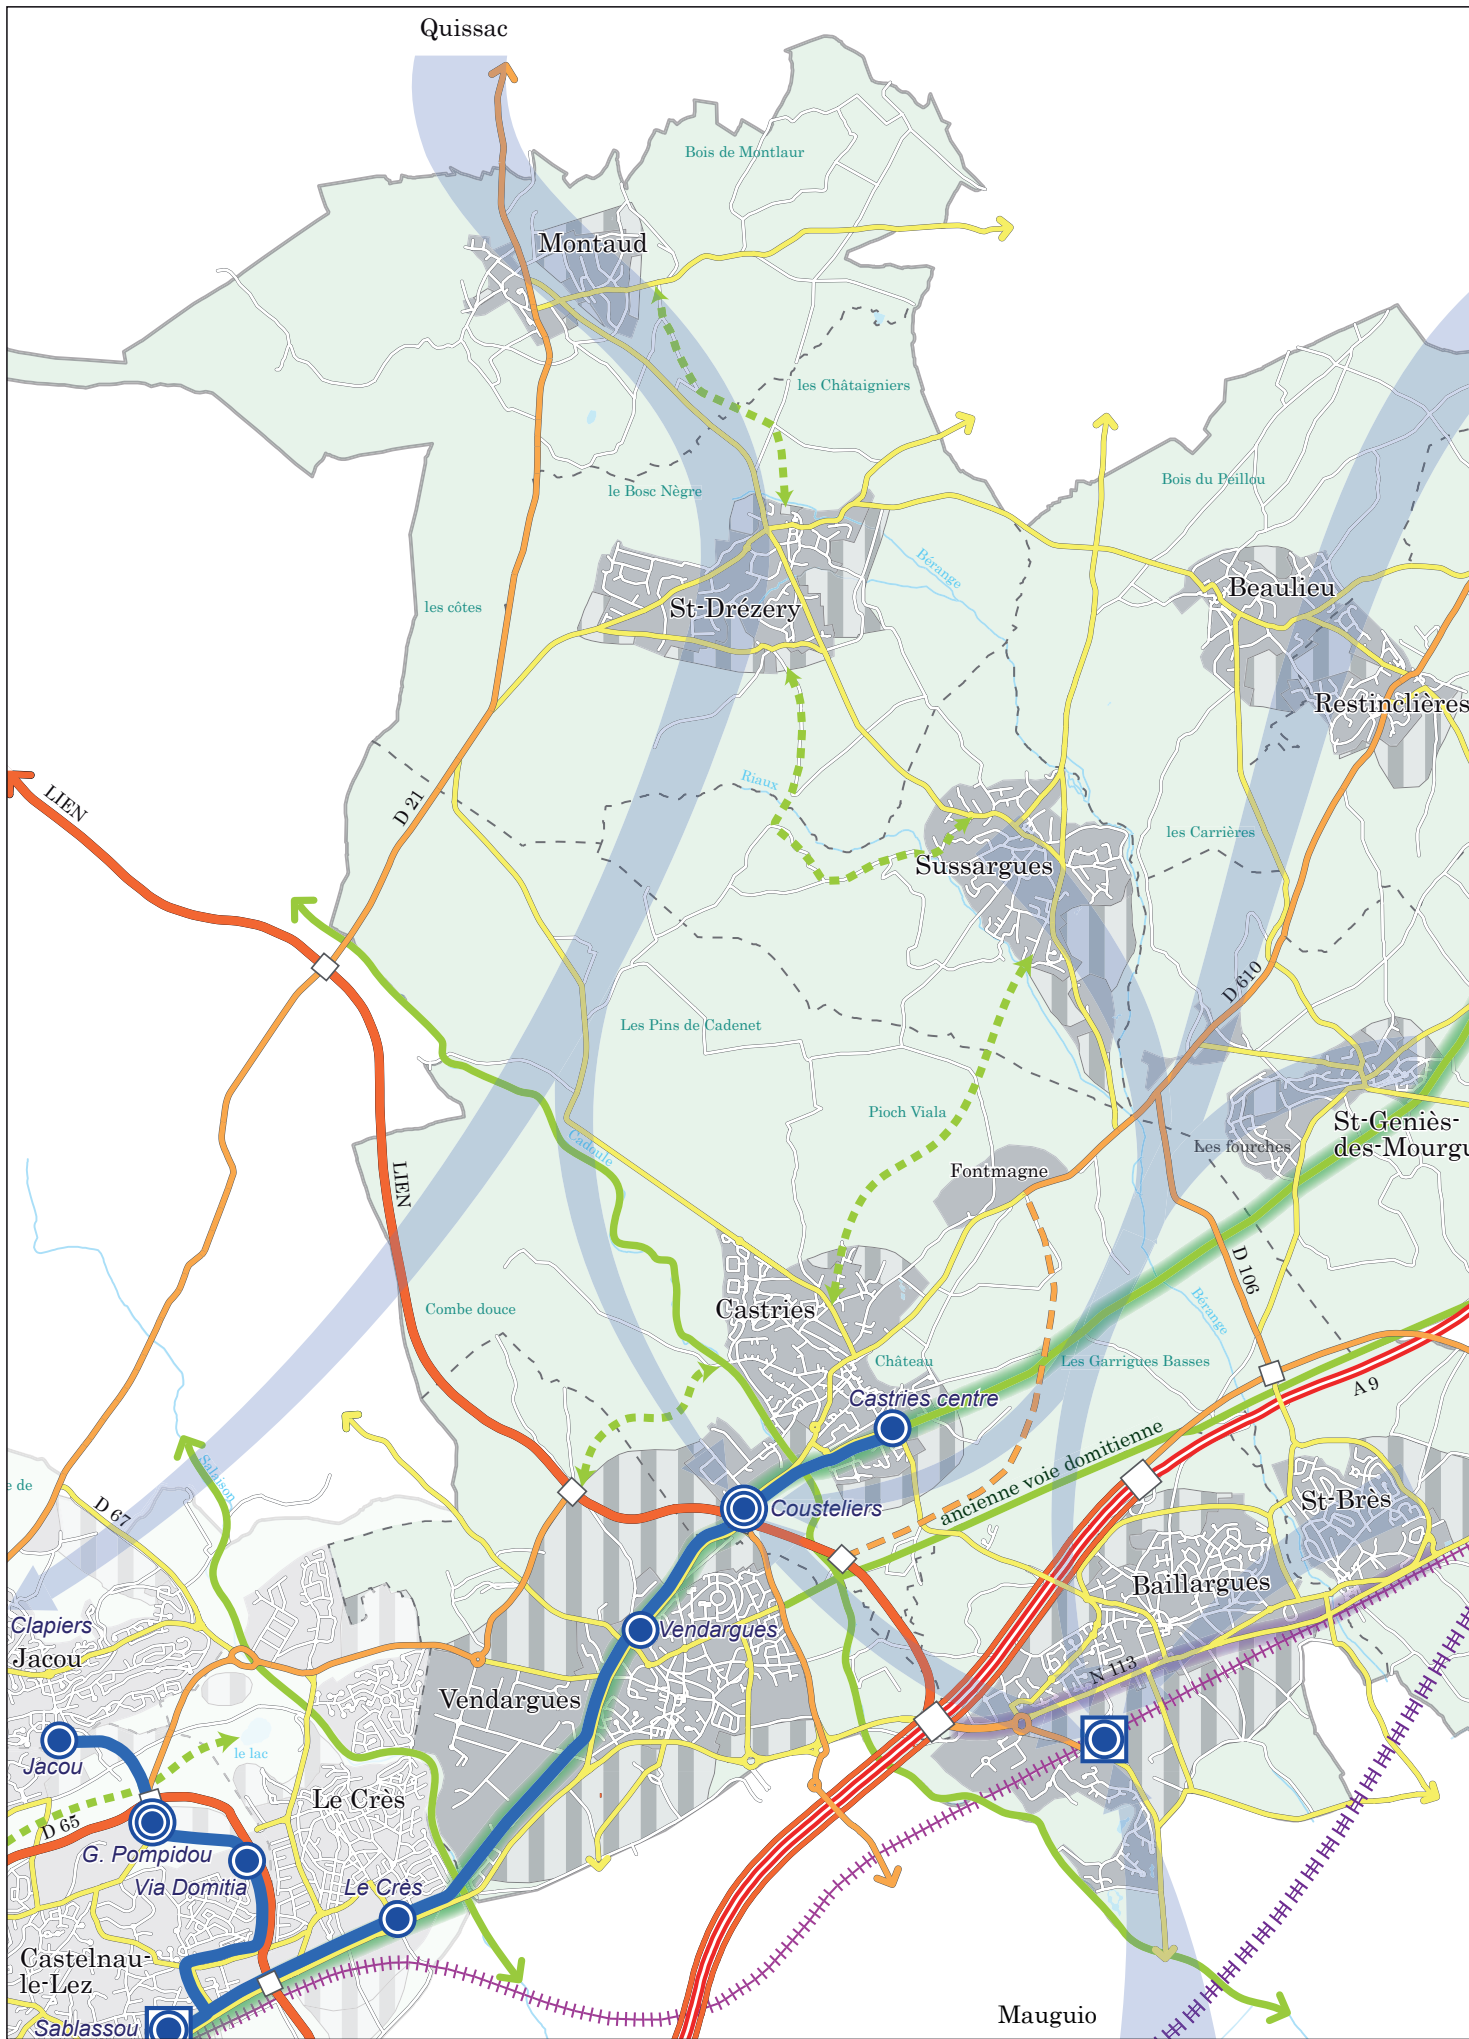 Quissac
Bois de Montlaur
Montaud
les Châtaigniers
le Bosc Nègre
Bois du Peillou
Bérange
Beaulieu
les côtes
St-Drézery
Restinclières
Riaux
LIEN
D 21
les Carrières
Sussargues
D 610
Les Pins de Cadenet
Pioch Viala
St-Geniès-
des-Mourgu
Cadoule
Les fourches
Fontmagne
LIEN
D 106
Castries
Combe douce
Bérange
Château
Les Garrigues Basses
A 9
Castries centre
ancienne voie domitienne
Salaison
e de
D 67
Cousteliers
St-Brès
Baillargues
Clapiers
Jacou
Vendargues
N 113
Vendargues
le lac
Jacou
Le Crès
D 65
G. Pompidou
Via Domitia
Le Crès
Castelnau-
le-Lez
Mauguio
Sablassou